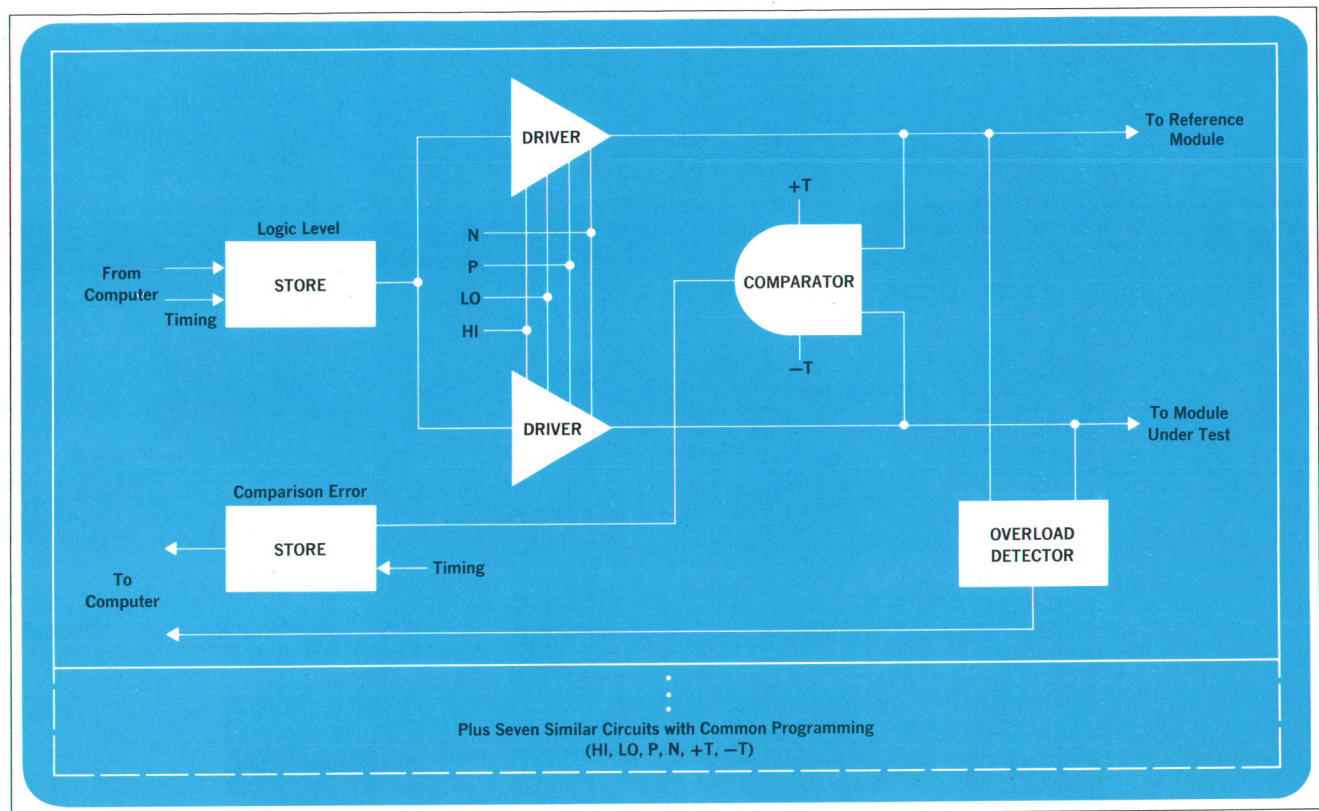 DRIVER
To Reference
Module
+T
Logic Level
STORE
From
Computer
Timing
N
P
LO
HI
COMPARATOR
−T
DRIVER
To Module
Under Test
Comparison Error
STORE
Timing
OVERLOAD
DETECTOR
To
Computer
Plus Seven Similar Circuits with Common Programming
(HI, LO, P, N, +T, −T)